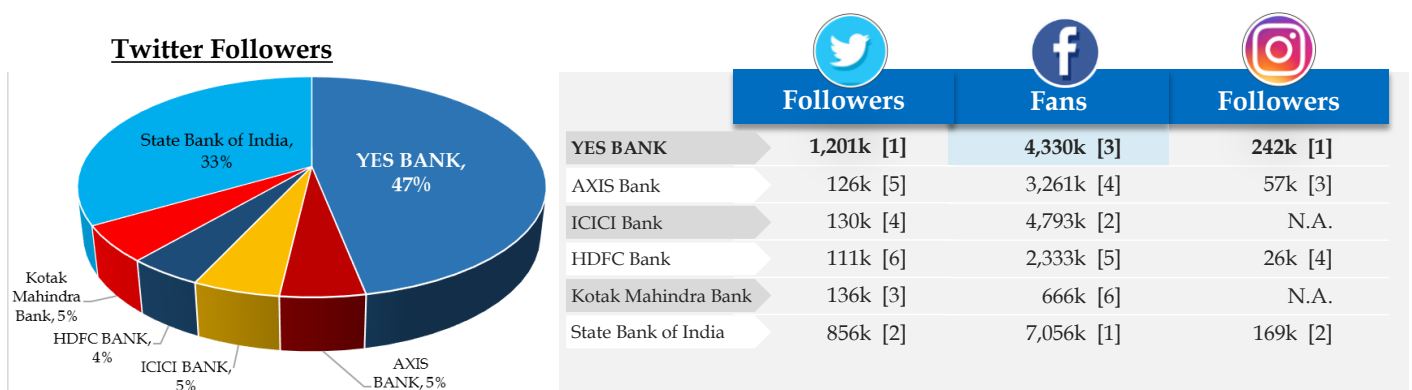 Twitter Followers
State Bank of India,
33%
YES BANK,
47%
Kotak
Mahindra
Bank, 5%
HDFC BANK,
4%
ICICI BANK,
5%
AXIS
BANK, 5%
Followers Fans Followers
YES BANK 1,201k [1] 4,330k [3] 242k [1]
AXIS Bank 126k [5] 3,261k [4] 57k [3]
ICICI Bank 130k [4] 4,793k [2] N.A.
HDFC Bank 111k [6] 2,333k [5] 26k [4]
Kotak Mahindra Bank 136k [3] 666k [6] N.A.
State Bank of India 856k [2] 7,056k [1] 169k [2]